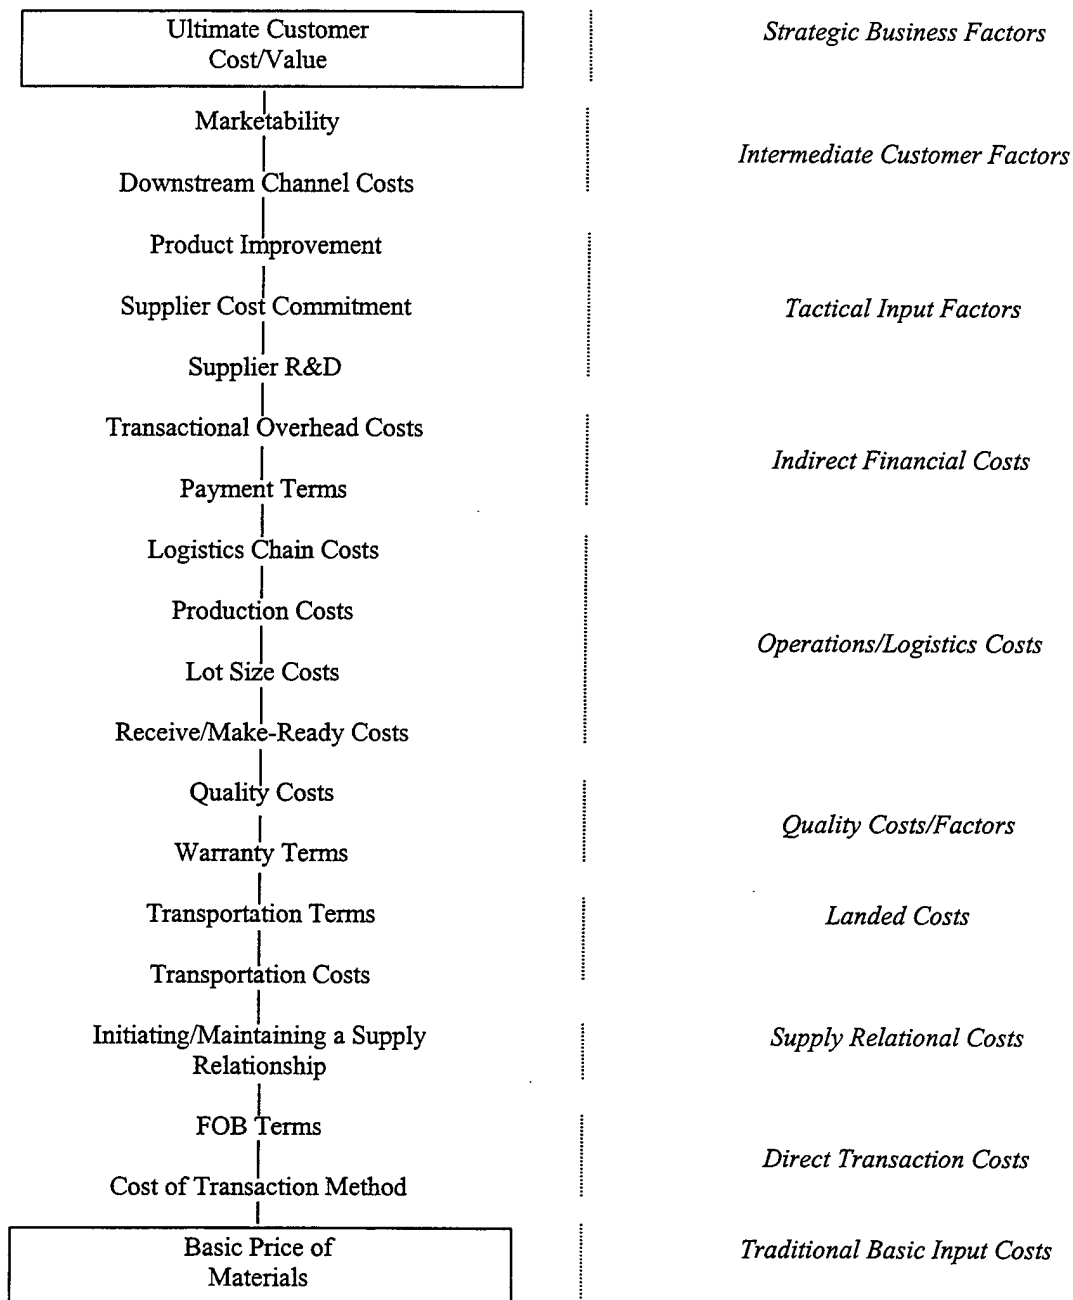 Ultimate Customer
Cost/Value
Strategic Business Factors
Marketability
Intermediate Customer Factors
Downstream Channel Costs
Product Improvement
Supplier Cost Commitment
Tactical Input Factors
Supplier R&D
Transactional Overhead Costs
Indirect Financial Costs
Payment Terms
Logistics Chain Costs
Production Costs
Operations/Logistics Costs
Lot Size Costs
Receive/Make-Ready Costs
Quality Costs
Quality Costs/Factors
Warranty Terms
Transportation Terms
Landed Costs
Transportation Costs
Initiating/Maintaining a Supply
Relationship
Supply Relational Costs
FOB Terms
Direct Transaction Costs
Cost of Transaction Method
Basic Price of
Materials
Traditional Basic Input Costs